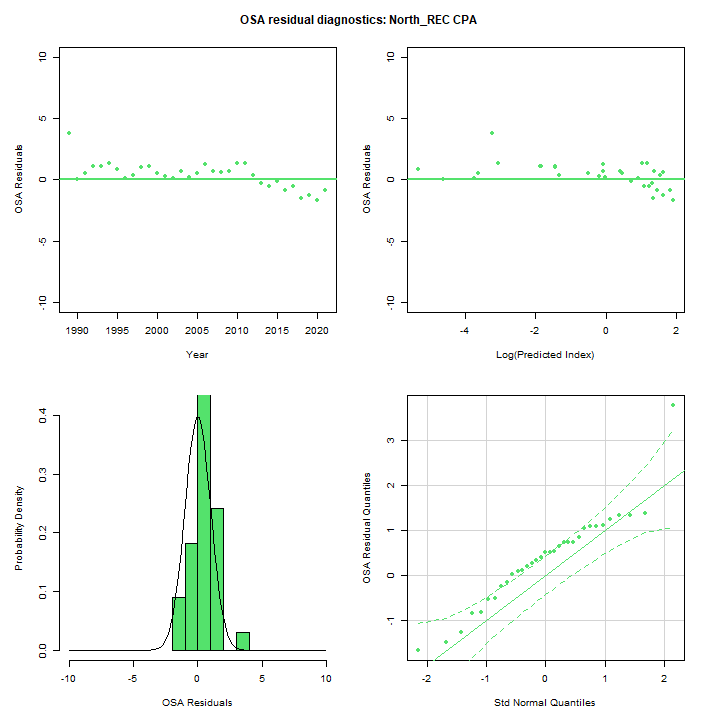 OSA residual diagnostics: North_REC CPA
10
5
0
-5
-10
OSA Residuals
1990 1995 2000 2005 2010 2015 2020
Year
10
5
0
-5
-10
OSA Residuals
-4 -2 0 2
Log(Predicted Index)
0.4
0.3
0.2
0.1
0.0
Probability Density
-10 -5 0 5 10
OSA Residuals
3
2
1
0
-1
OSA Residual Quantiles
-2 -1 0 1 2
Std Normal Quantiles